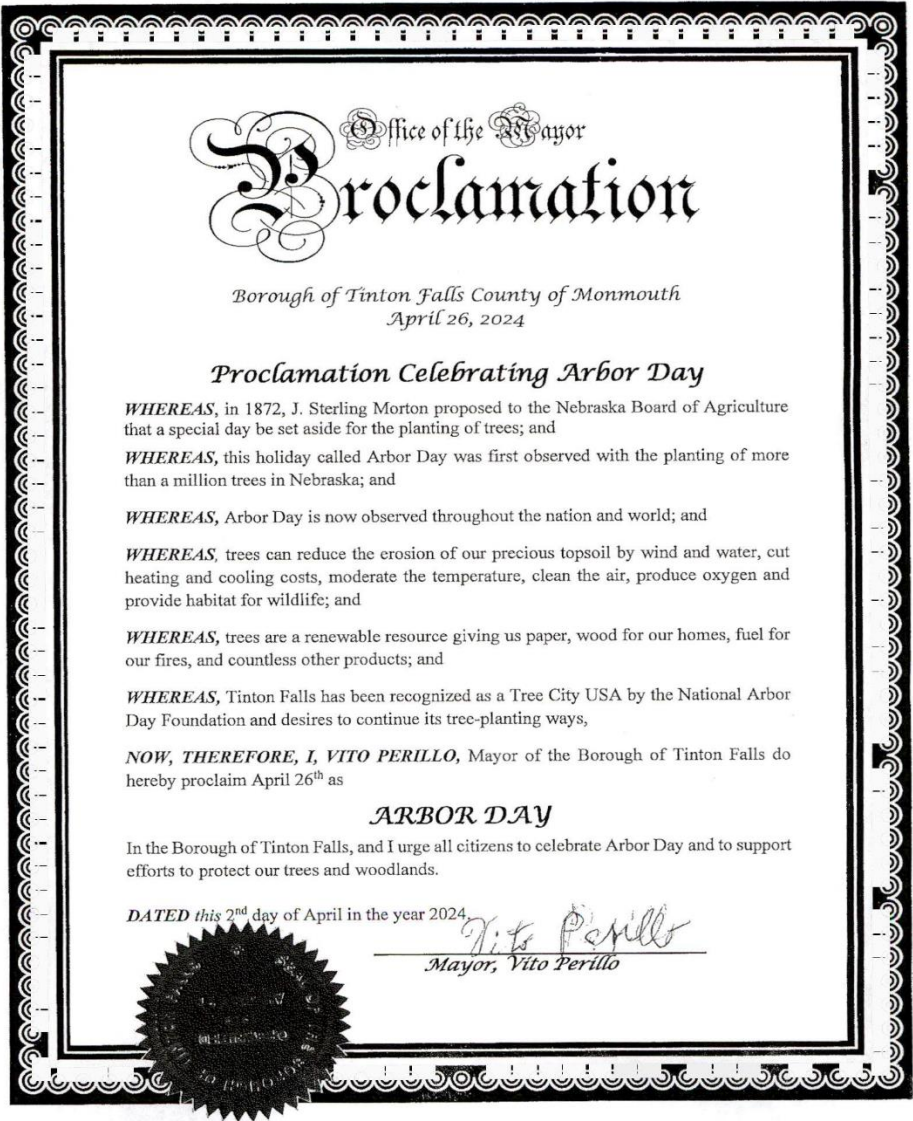 Office of the Mayor
Proclamation
Borough of Tinton Falls County of Monmouth
April 26, 2024
Proclamation Celebrating Arbor Day
WHEREAS, in 1872, J. Sterling Morton proposed to the Nebraska Board of Agriculture
that a special day be set aside for the planting of trees; and
WHEREAS, this holiday called Arbor Day was first observed with the planting of more
than a million trees in Nebraska; and
WHEREAS, Arbor Day is now observed throughout the nation and world; and
WHEREAS, trees can reduce the erosion of our precious topsoil by wind and water, cut
heating and cooling costs, moderate the temperature, clean the air, produce oxygen and
provide habitat for wildlife; and
WHEREAS, trees are a renewable resource giving us paper, wood for our homes, fuel for
our fires, and countless other products; and
WHEREAS, Tinton Falls has been recognized as a Tree City USA by the National Arbor
Day Foundation and desires to continue its tree-planting ways,
NOW, THEREFORE, I, VITO PERILLO, Mayor of the Borough of Tinton Falls do
hereby proclaim April 26th as
ARBOR DAY
In the Borough of Tinton Falls, and I urge all citizens to celebrate Arbor Day and to support
efforts to protect our trees and woodlands.
DATED this 2nd day of April in the year 2024.
Vito Perillo
Mayor, Vito Perillo